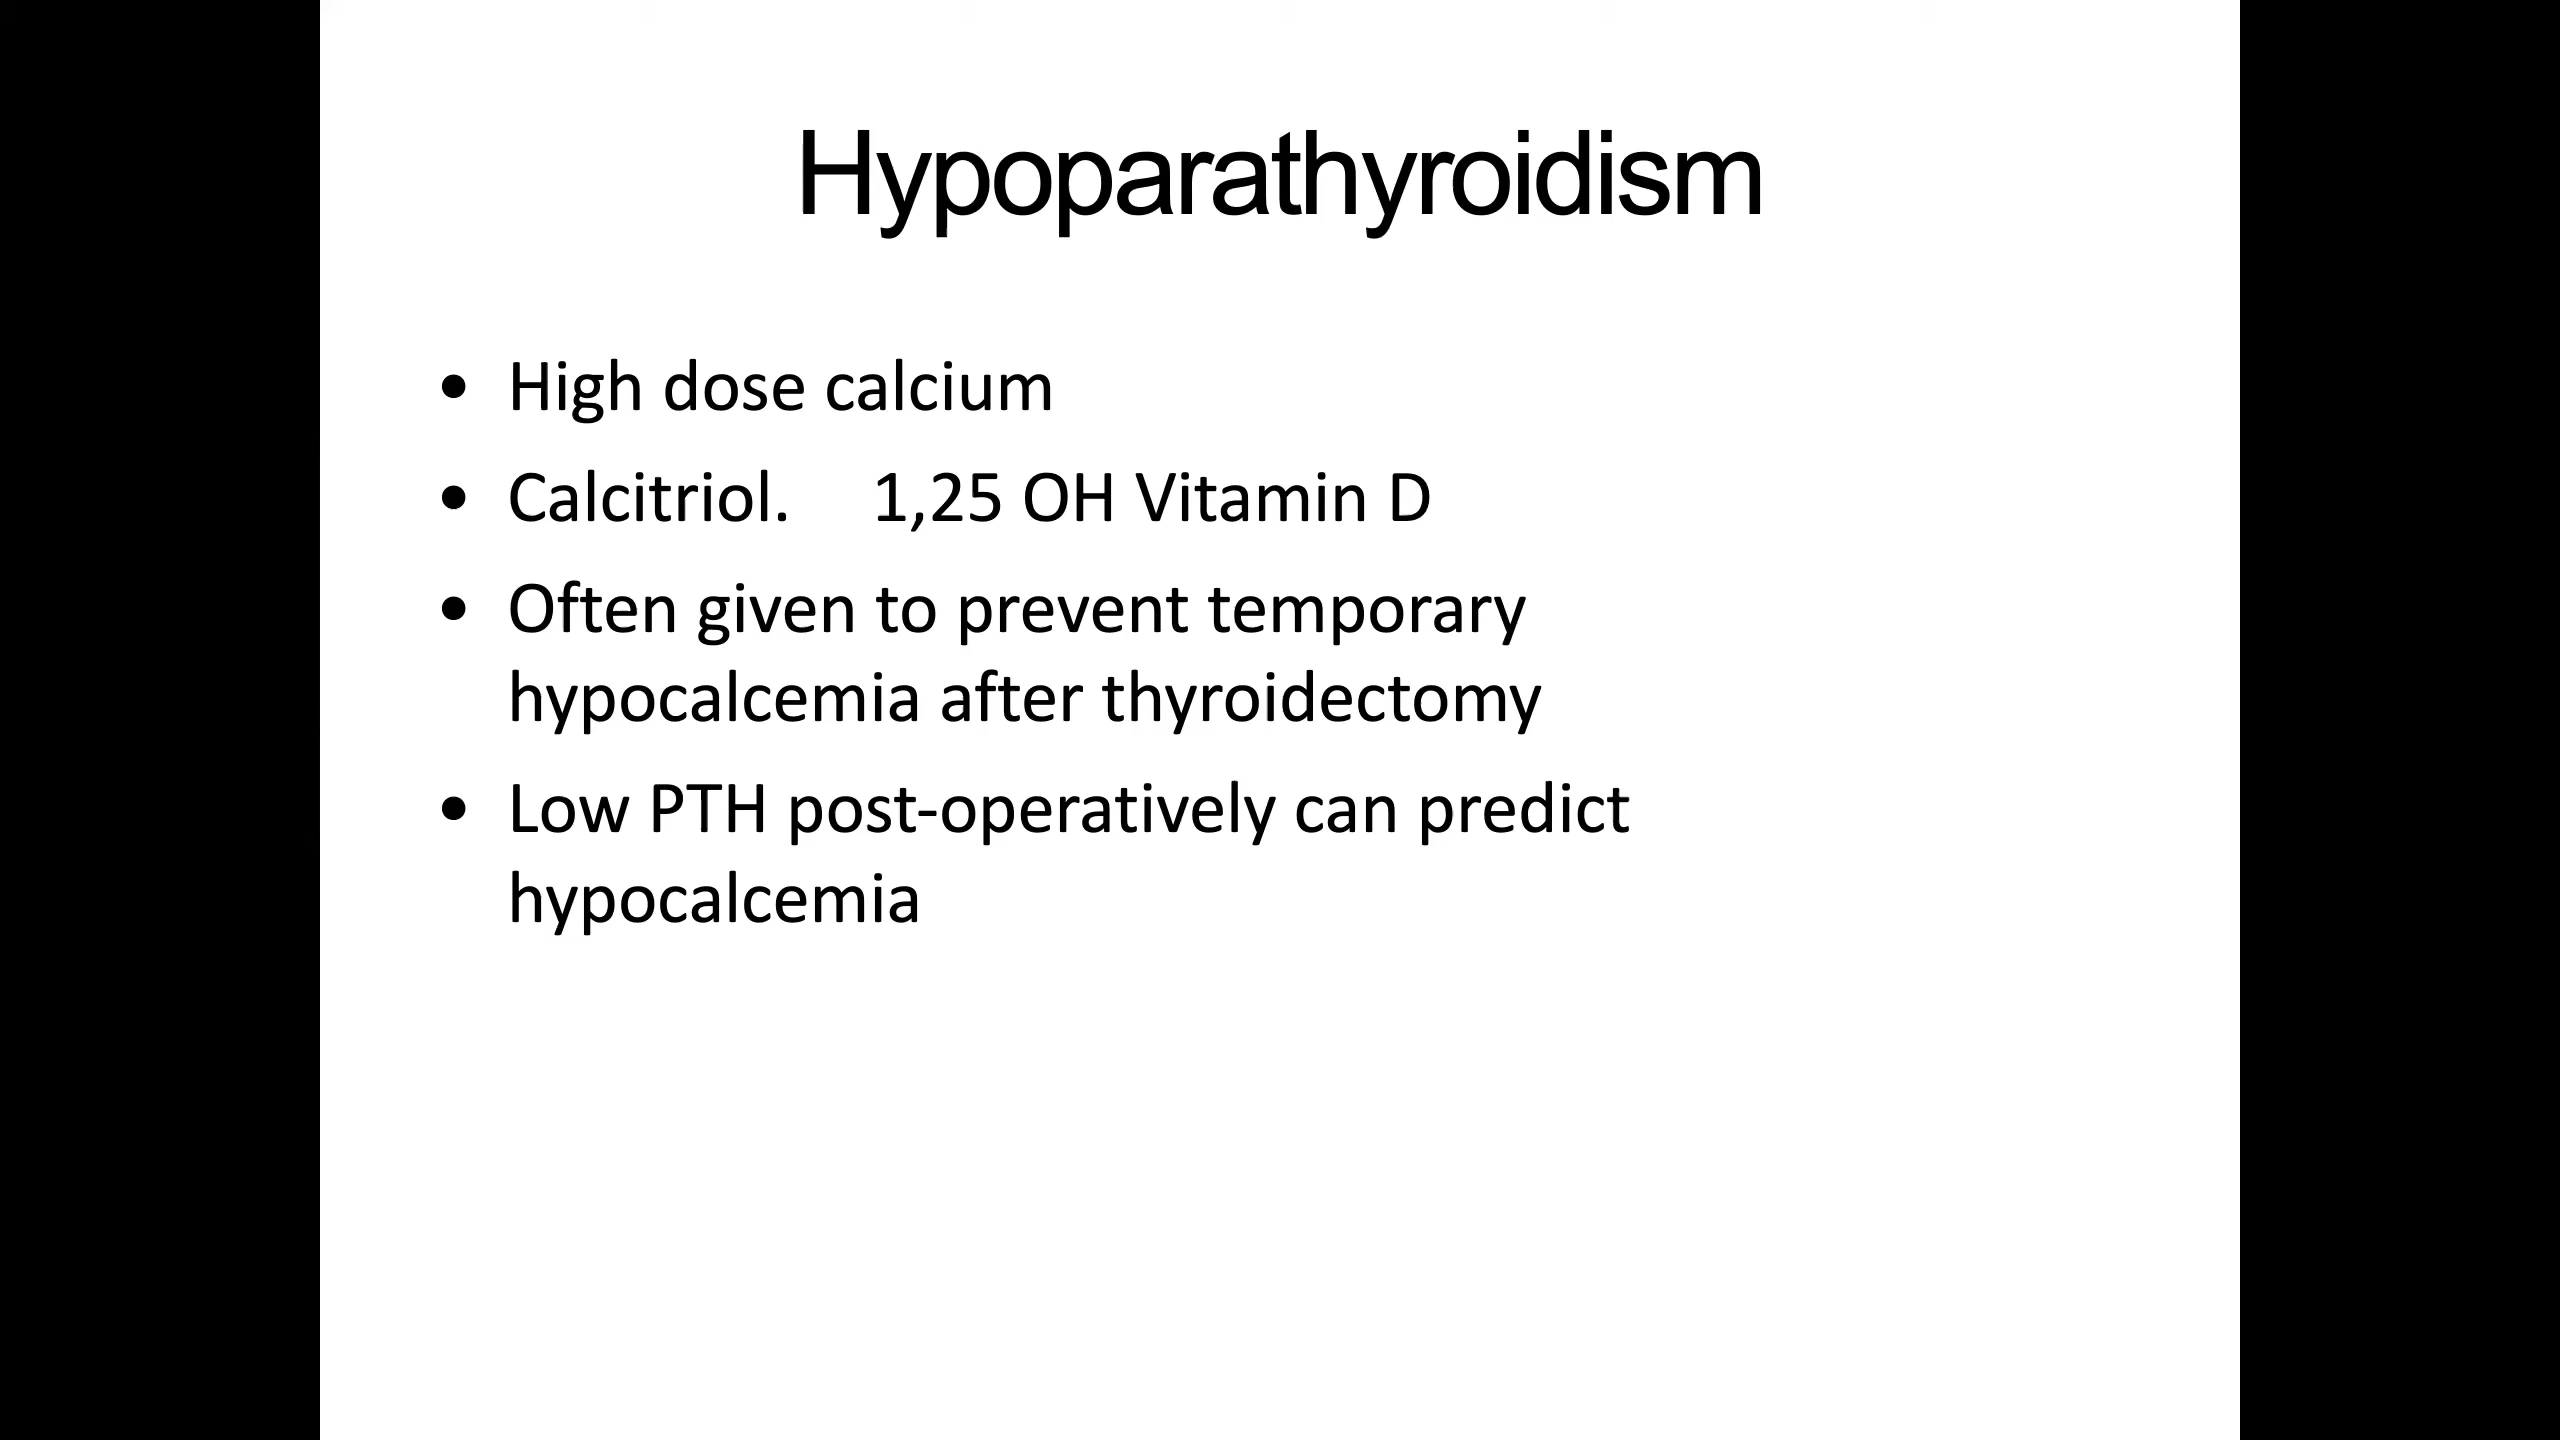 Hypoparathyroidism
• High dose calcium
• Calcitriol. 1,25 OH Vitamin D
• Often given to prevent temporary
hypocalcemia after thyroidectomy
• Low PTH post-operatively can predict
hypocalcemia